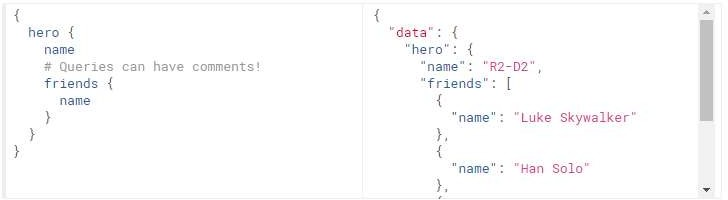 {
  hero {
    name
    # Queries can have comments!
    friends {
      name
    }
  }
}
{
  "data": {
    "hero": {
      "name": "R2-D2",
      "friends": [
        {
          "name": "Luke Skywalker"
        },
        {
          "name": "Han Solo"
        },